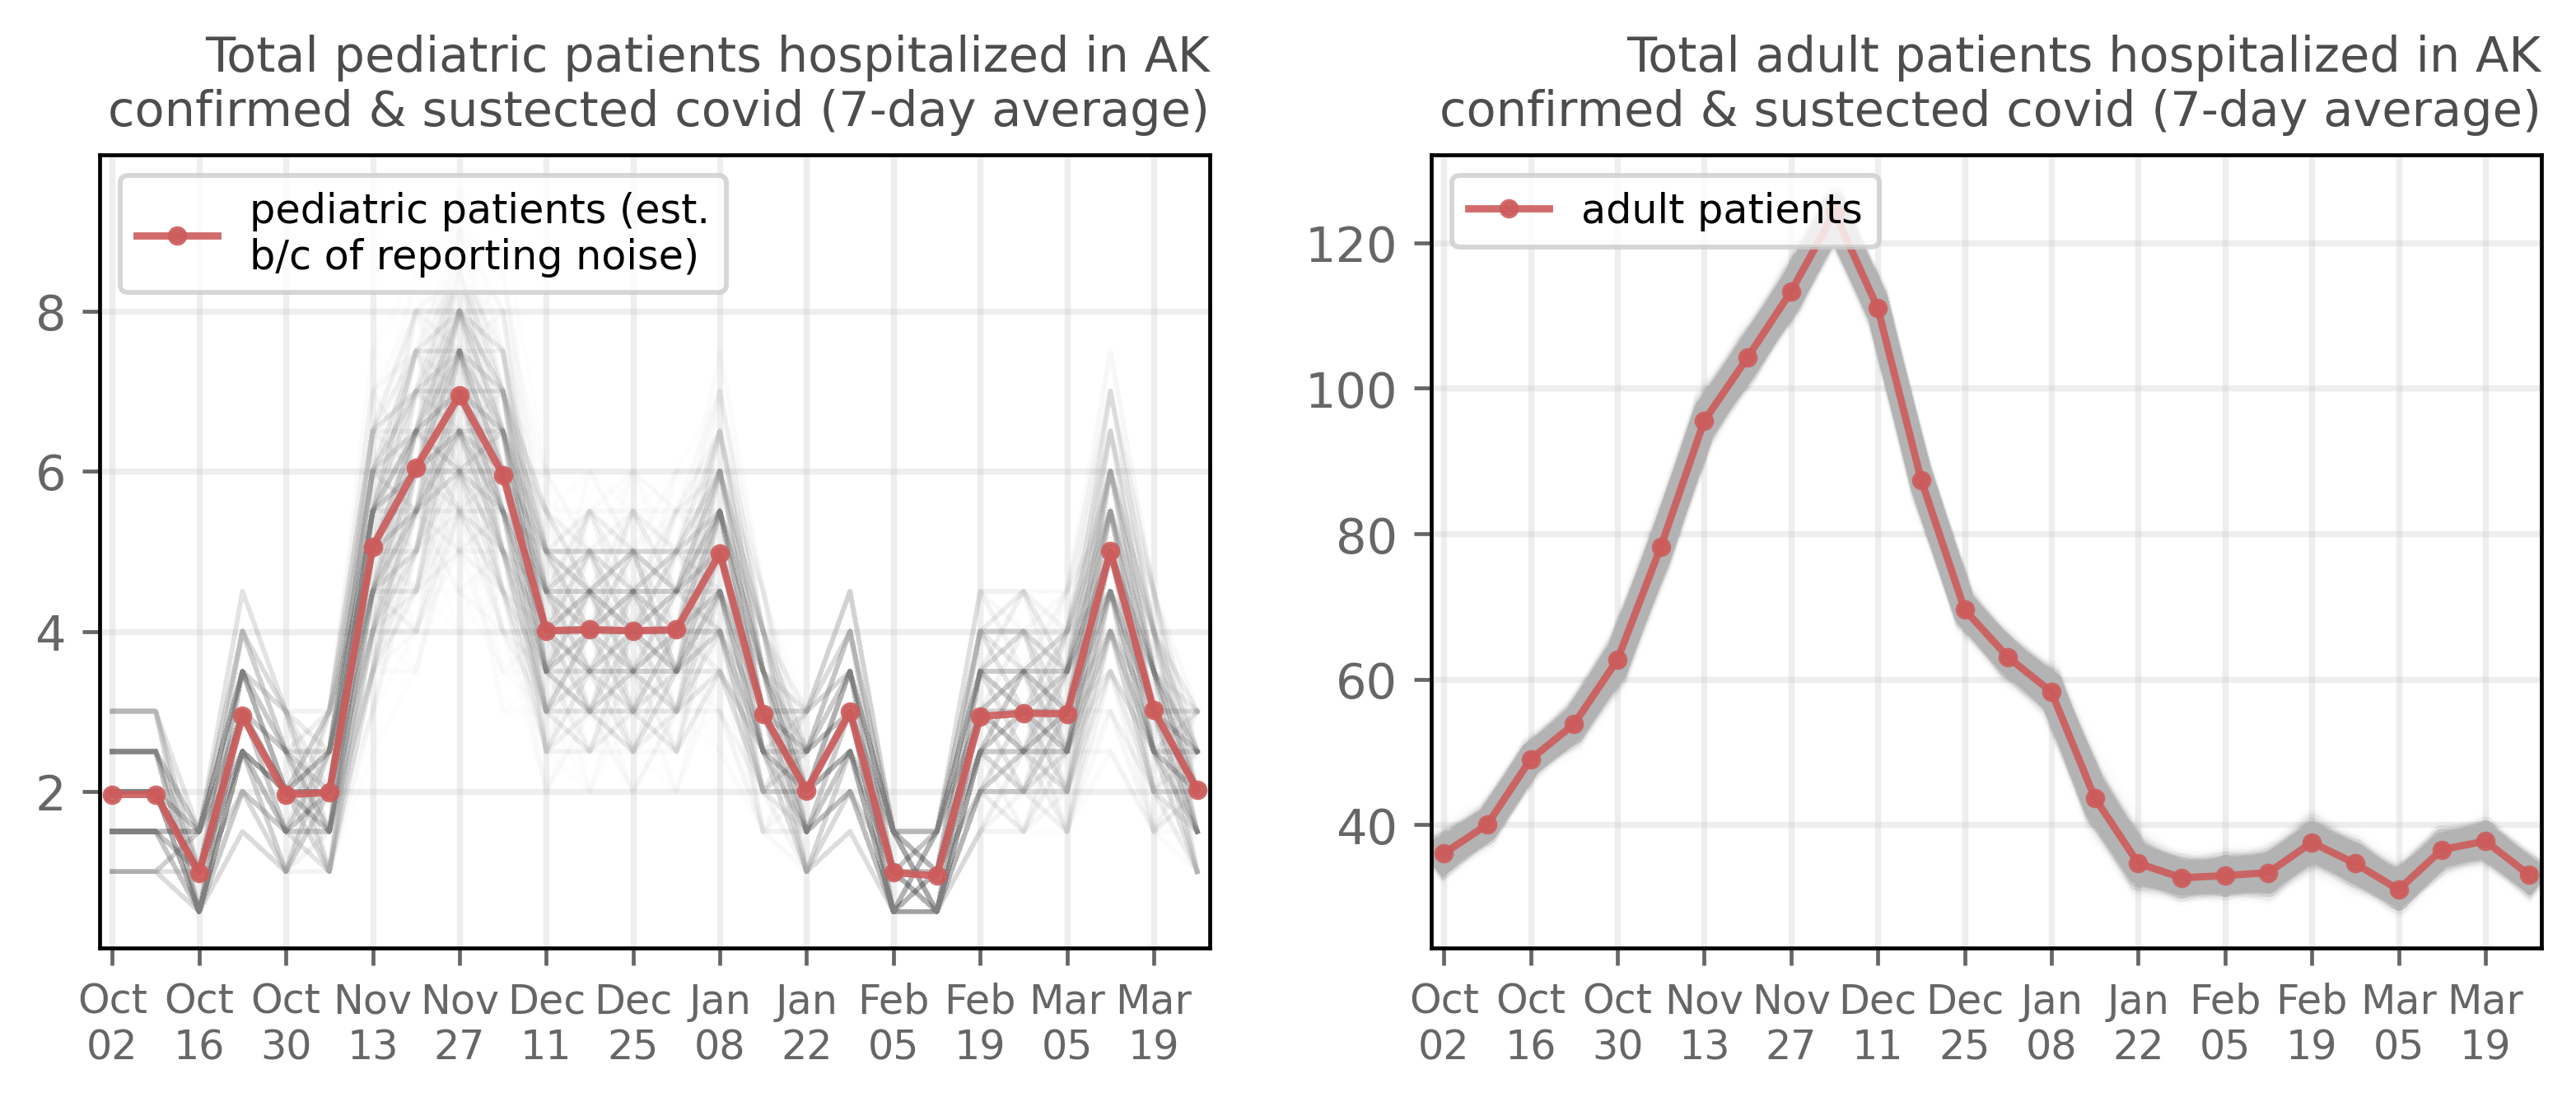 Total pediatric patients hospitalized in AK
confirmed & sustected covid (7-day average)
pediatric patients (est.
b/c of reporting noise)
8
6
4
2
Oct Oct Oct Nov Nov Dec Dec Jan Jan Feb Feb Mar Mar
02 16 30 13 27 11 25 08 22 05 19 05 19
Total adult patients hospitalized in AK
confirmed & sustected covid (7-day average)
adult patients
120
100
80
60
40
Oct Oct Oct Nov Nov Dec Dec Jan Jan Feb Feb Mar Mar
02 16 30 13 27 11 25 08 22 05 19 05 19